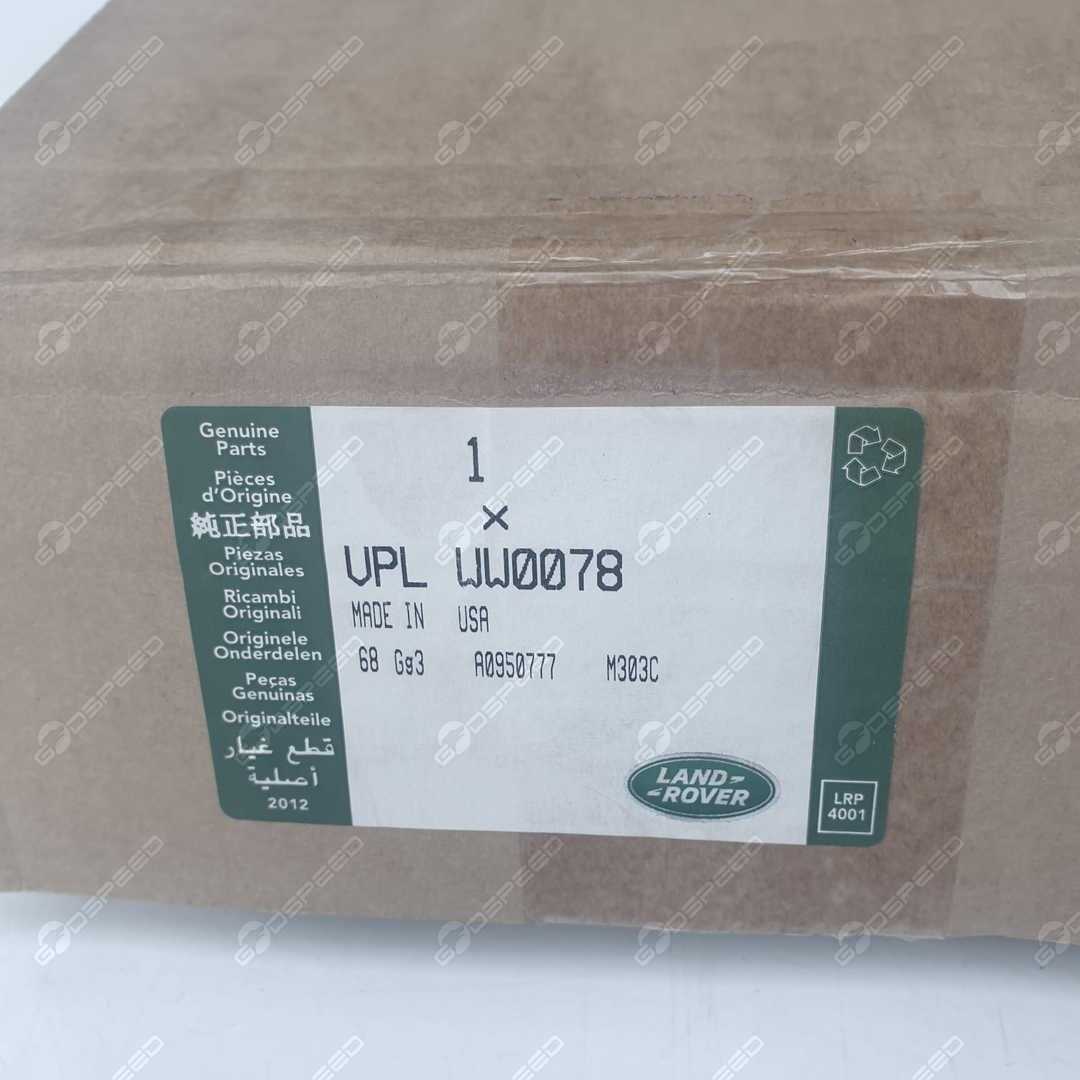 Genuine
Parts
Pièces
d'Origine
純正部品
Piezas
Originales
Ricambi
Originali
Originele
Onderdelen
Peças
Genuinas
Originalteile
قطع غيار
أصلية
2012
1
×
VPL WW0078
MADE IN USA
68 Gg3 A0950777 M303C
LAND-
-ROVER
LRP
4001
GODSPEED